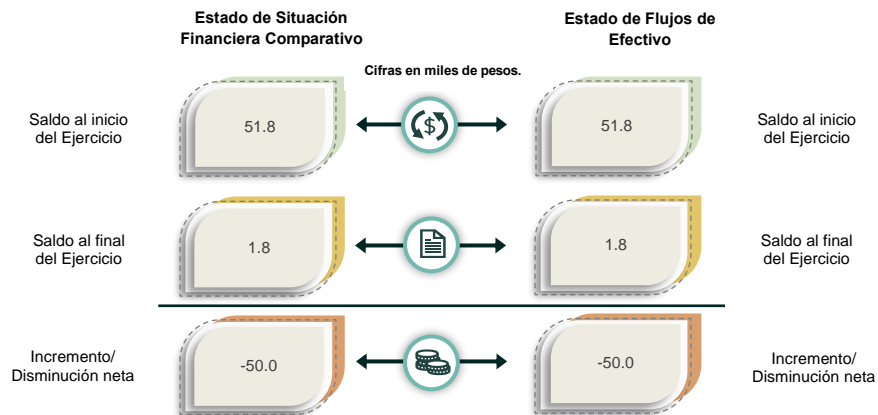 Estado de Situación
Financiera Comparativo
Estado de Flujos de
Efectivo
Cifras en miles de pesos.
Saldo al inicio
del Ejercicio
51.8
$
51.8
Saldo al inicio
del Ejercicio
Saldo al final
del Ejercicio
1.8
1.8
Saldo al final
del Ejercicio
Incremento/
Disminución neta
-50.0
-50.0
Incremento/
Disminución neta